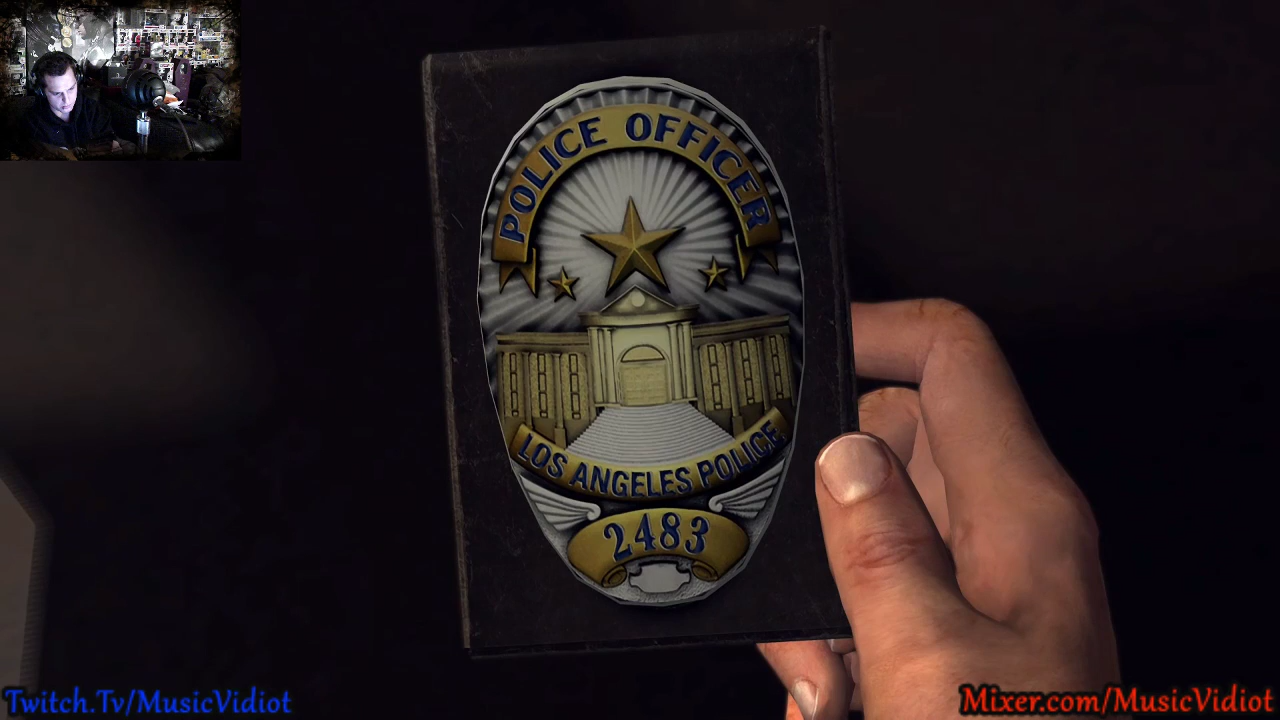 POLICE OFFICER
LOS ANGELES POLICE
2483
Twitch.Tv/MusicVidiot
Mixer.com/MusicVidiot